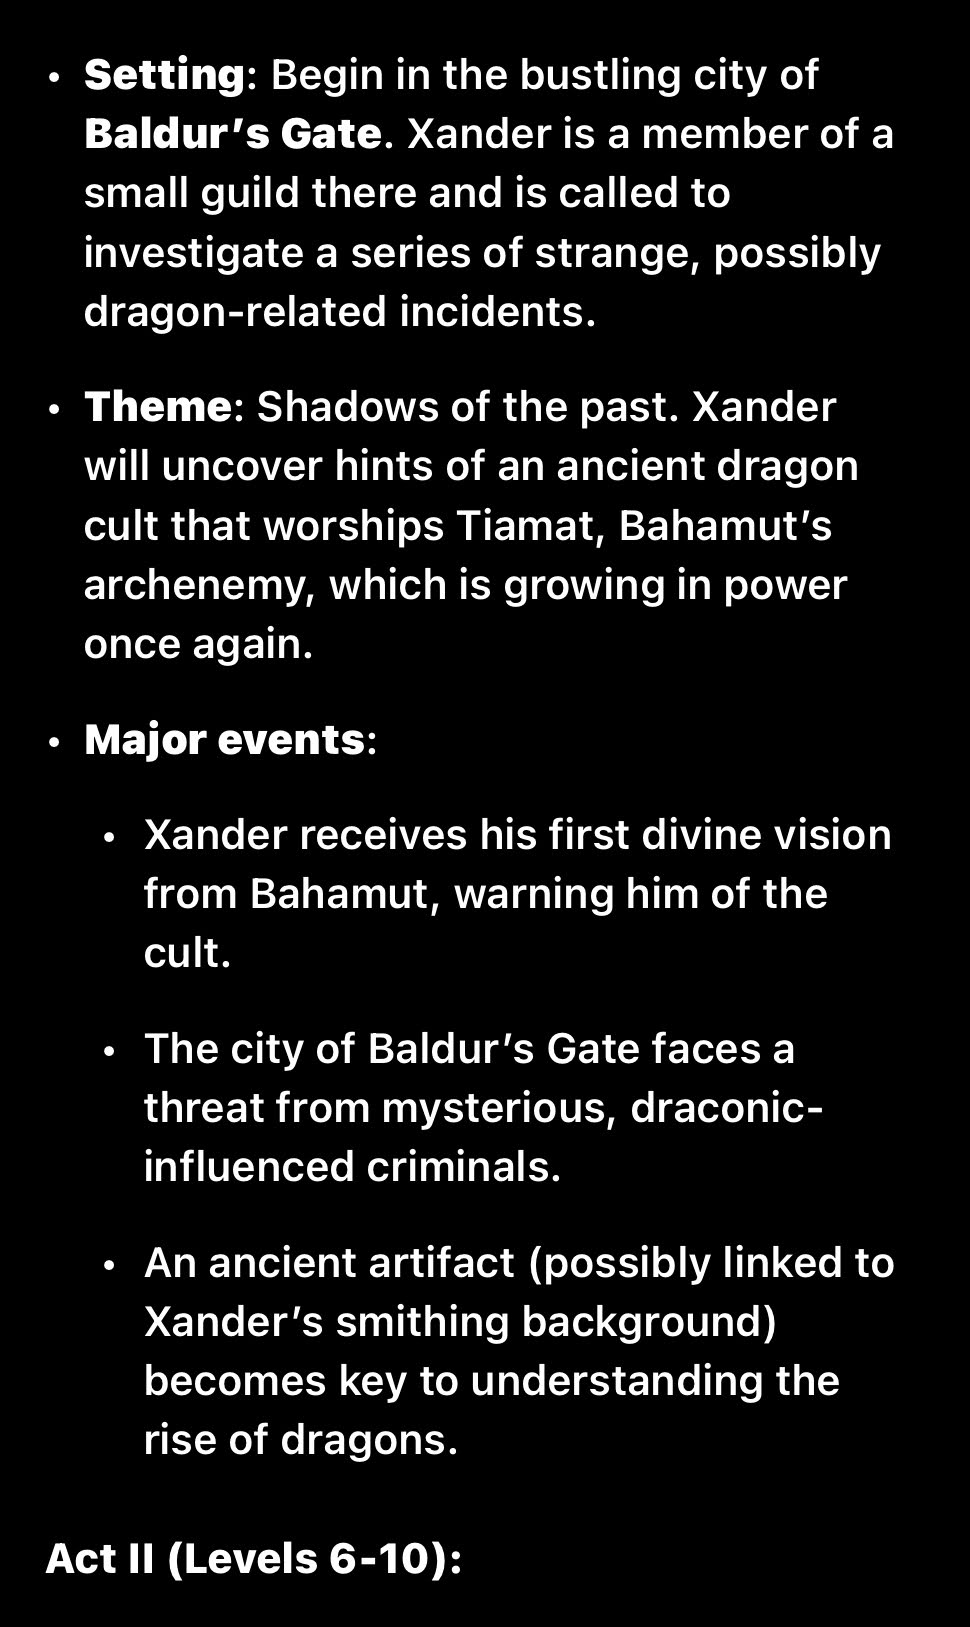 • Setting: Begin in the bustling city of
Baldur’s Gate. Xander is a member of a
small guild there and is called to
investigate a series of strange, possibly
dragon-related incidents.
• Theme: Shadows of the past. Xander
will uncover hints of an ancient dragon
cult that worships Tiamat, Bahamut’s
archenemy, which is growing in power
once again.
• Major events:
• Xander receives his first divine vision
from Bahamut, warning him of the
cult.
• The city of Baldur’s Gate faces a
threat from mysterious, draconic-
influenced criminals.
• An ancient artifact (possibly linked to
Xander’s smithing background)
becomes key to understanding the
rise of dragons.
Act II (Levels 6-10):